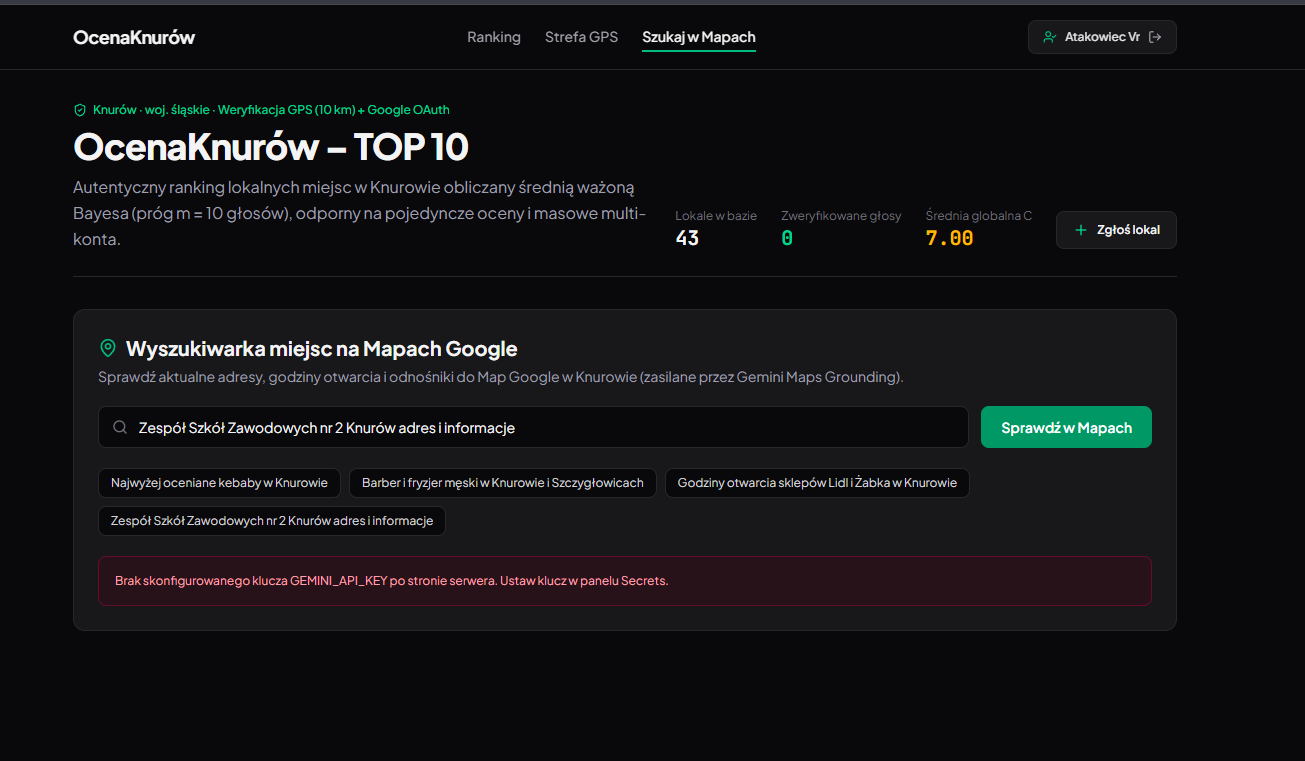 OcenaKnurów
Ranking
Strefa GPS
Szukaj w Mapach
Atakowiec Vr
Knurów · woj. śląskie · Weryfikacja GPS (10 km) + Google OAuth
OcenaKnurów – TOP 10
Autentyczny ranking lokalnych miejsc w Knurowie obliczany średnią ważoną
Bayesa (próg m = 10 głosów), odporny na pojedyncze oceny i masowe multi-
konta.
Lokale w bazie
43
Zweryfikowane głosy
0
Średnia globalna C
7.00
Zgłoś lokal
Wyszukiwarka miejsc na Mapach Google
Sprawdź aktualne adresy, godziny otwarcia i odnośniki do Map Google w Knurowie (zasilane przez Gemini Maps Grounding).
Zespół Szkół Zawodowych nr 2 Knurów adres i informacje
Sprawdź w Mapach
Najwyżej oceniane kebaby w Knurowie
Barber i fryzjer męski w Knurowie i Szczygłowicach
Godziny otwarcia sklepów Lidl i Żabka w Knurowie
Zespół Szkół Zawodowych nr 2 Knurów adres i informacje
Brak skonfigurowanego klucza GEMINI_API_KEY po stronie serwera. Ustaw klucz w panelu Secrets.